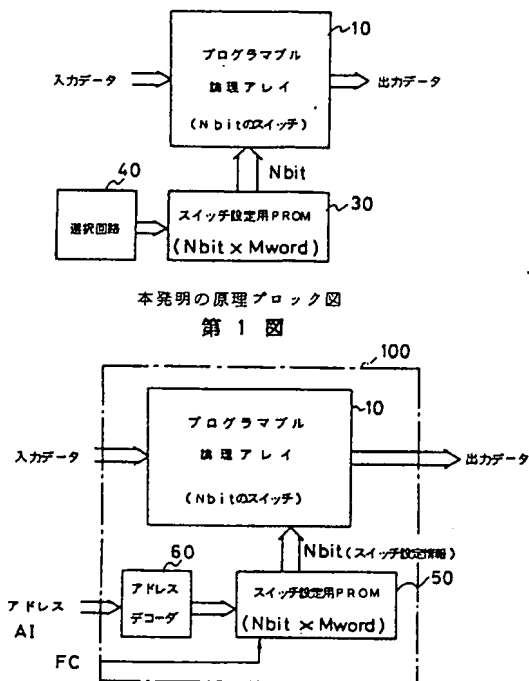 10
プログラマブル
入力データ
論理アレイ
出力データ
(Nbitのスイッチ)
Nbit
40
選択回路
スイッチ設定用PROM
30
(Nbit x Mword)
本発明の原理ブロック図
第 1 図
100
10
プログラマブル
入力データ
論理アレイ
出力データ
(Nbitのスイッチ)
Nbit(スイッチ設定情報)
60
50
アドレス
デコーダ
スイッチ設定用PROM
(Nbit x Mword)
アドレス
AI
FC